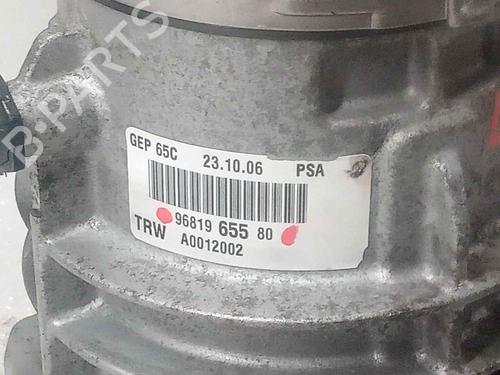 B-PARTS
GEP 65C 23.10.06 PSA
96819 655 80
TRW A0012002